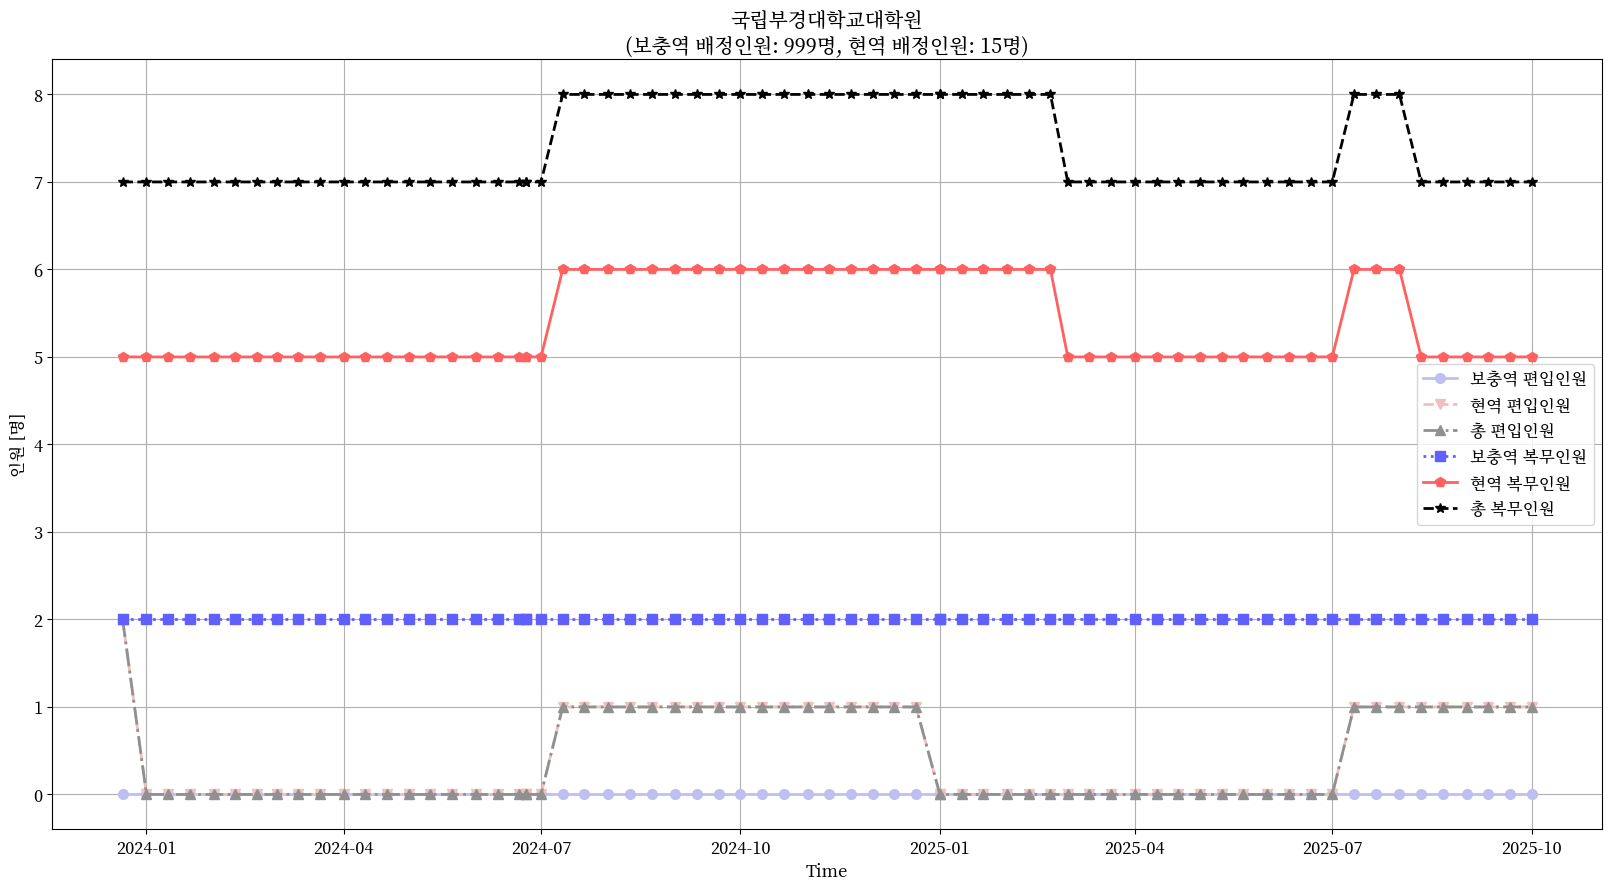 국립부경대학교대학원
(보충역 배정인원: 999명, 현역 배정인원: 15명)
인원 [명]
8
7
6
5
4
3
2
1
0
보충역 편입인원
현역 편입인원
총 편입인원
보충역 복무인원
현역 복무인원
총 복무인원
2024-01 2024-04 2024-07 2024-10 2025-01 2025-04 2025-07 2025-10
Time